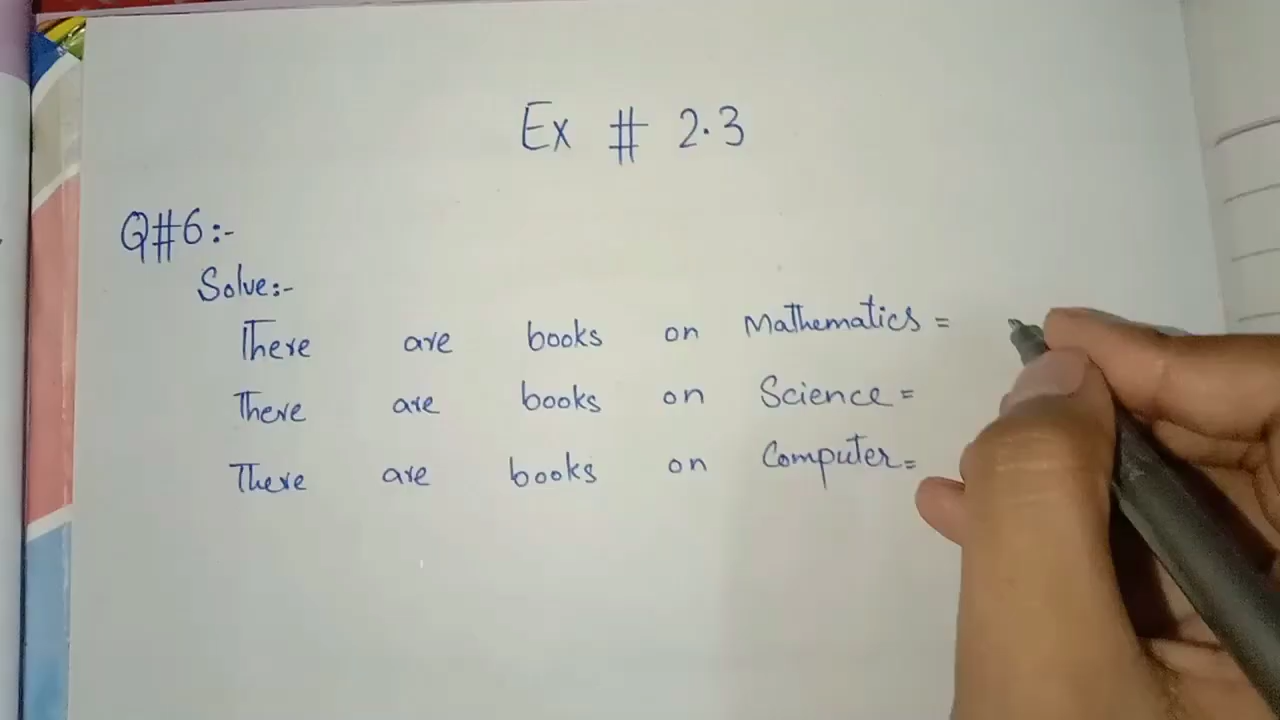 Ex # 2.3
Q#6:-
Solve:-
There are books on Mathematics =
There are books on Science =
There are books on Computer =